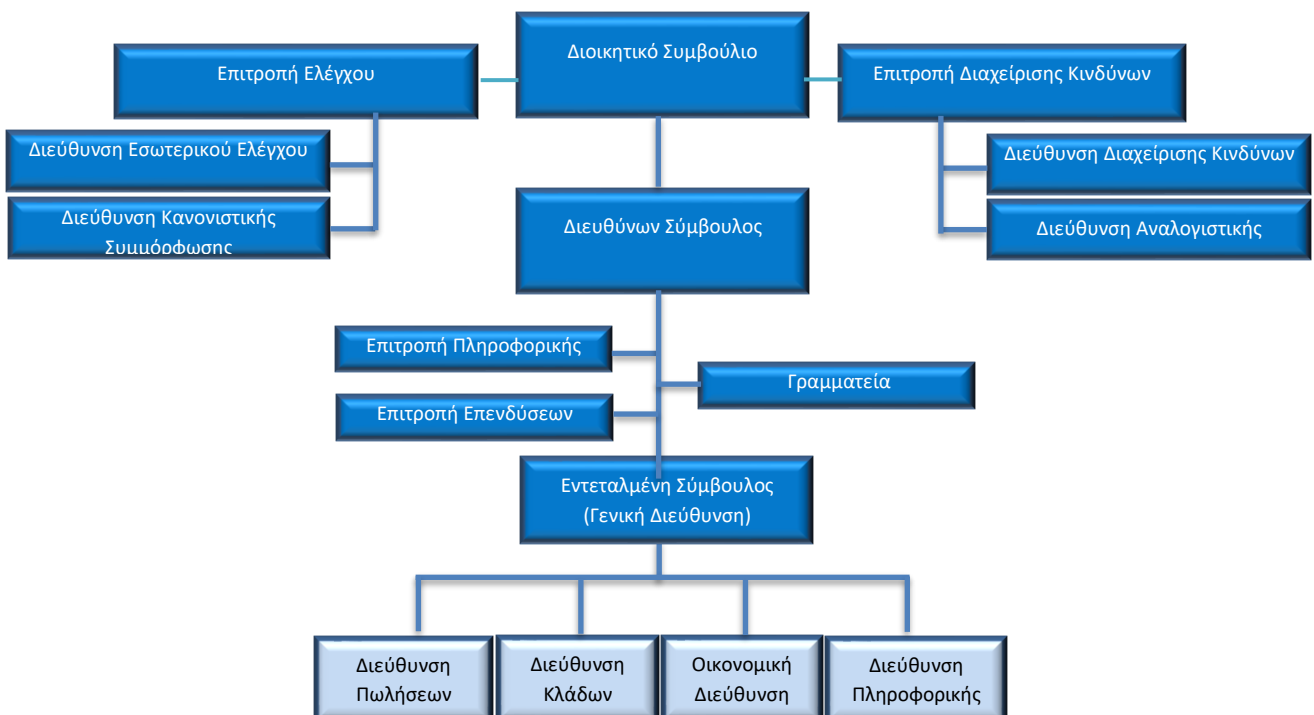 Διοικητικό Συμβούλιο
Επιτροπή Ελέγχου
Επιτροπή Διαχείρισης Κινδύνων
Διεύθυνση Εσωτερικού Ελέγχου
Διεύθυνση Διαχείρισης Κινδύνων
Διεύθυνση Κανονιστικής
Συμμόρφωσης
Διευθύνων Σύμβουλος
Διεύθυνση Αναλογιστικής
Επιτροπή Πληροφορικής
Γραμματεία
Επιτροπή Επενδύσεων
Εντεταλμένη Σύμβουλος
(Γενική Διεύθυνση)
Διεύθυνση
Πωλήσεων
Διεύθυνση
Κλάδων
Οικονομική
Διεύθυνση
Διεύθυνση
Πληροφορικής